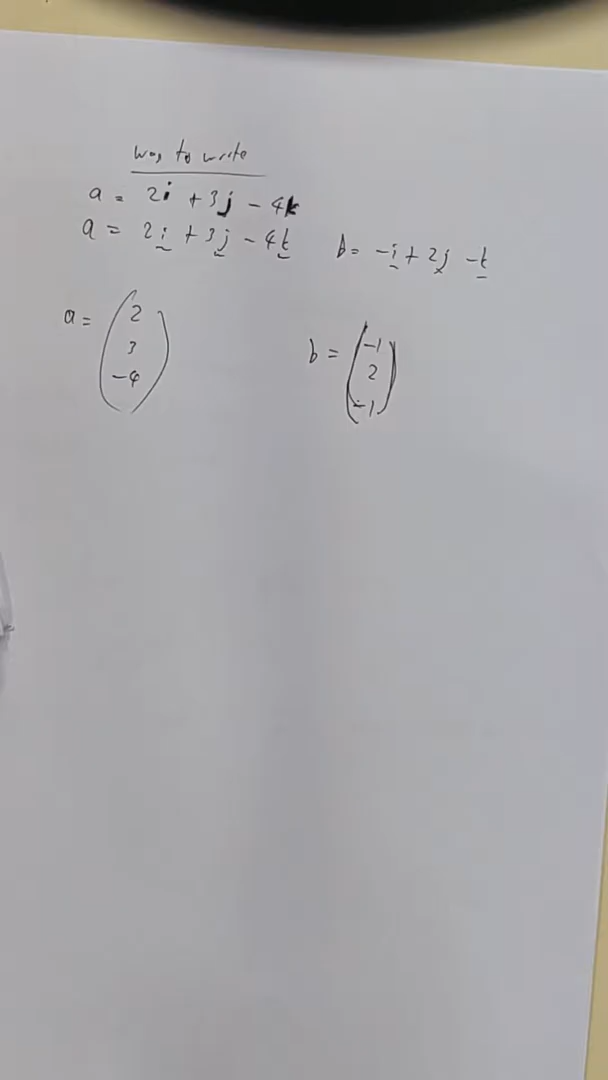 way to write
a = 2i + 3j - 4k
a = 2i + 3j - 4k    b = -i + 2j - k
a = (2 3 -4)    b = (-1 2 -1)